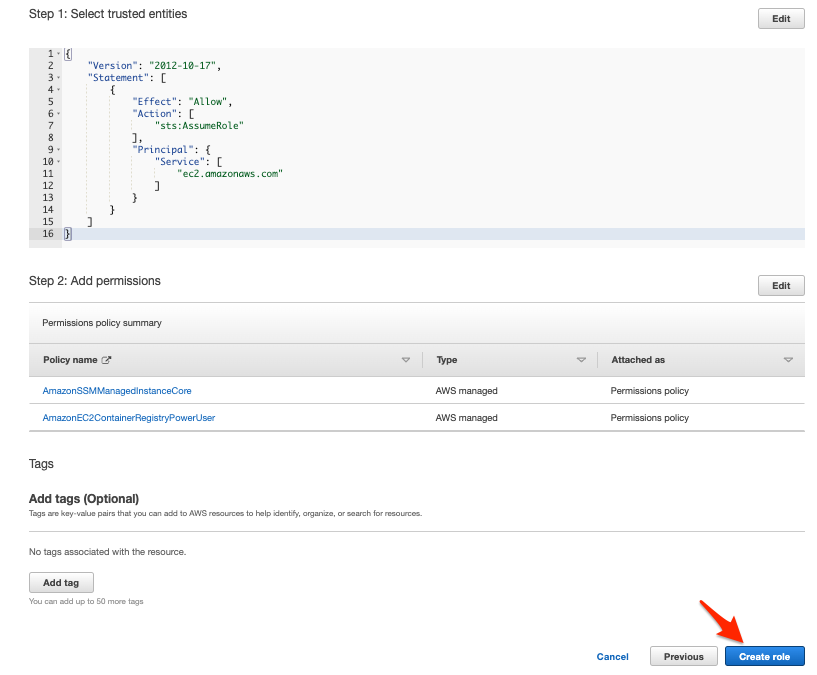 Step 1: Select trusted entities
Edit
1 {
2 "Version": "2012-10-17",
3 "Statement": [
4 {
5 "Effect": "Allow",
6 "Action": [
7 "sts:AssumeRole"
8 ],
9 "Principal": {
10 "Service": [
11 "ec2.amazonaws.com"
12 ]
13 }
14 }
15 ]
16 }
Step 2: Add permissions
Edit
Permissions policy summary
Policy name Type Attached as
AmazonSSMManagedInstanceCore AWS managed Permissions policy
AmazonEC2ContainerRegistryPowerUser AWS managed Permissions policy
Tags
Add tags (Optional)
Tags are key-value pairs that you can add to AWS resources to help identify, organize, or search for resources.
No tags associated with the resource.
Add tag
You can add up to 50 more tags
Cancel Previous Create role